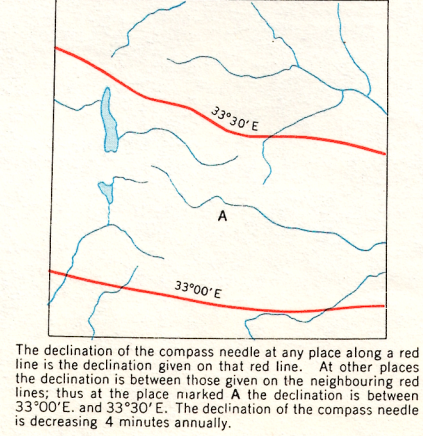 33°30'E
A
33°00'E
The declination of the compass needle at any place along a red
line is the declination given on that red line. At other places
the declination is between those given on the neighbouring red
lines; thus at the place marked A the declination is between
33°00'E. and 33°30'E. The declination of the compass needle
is decreasing 4 minutes annually.